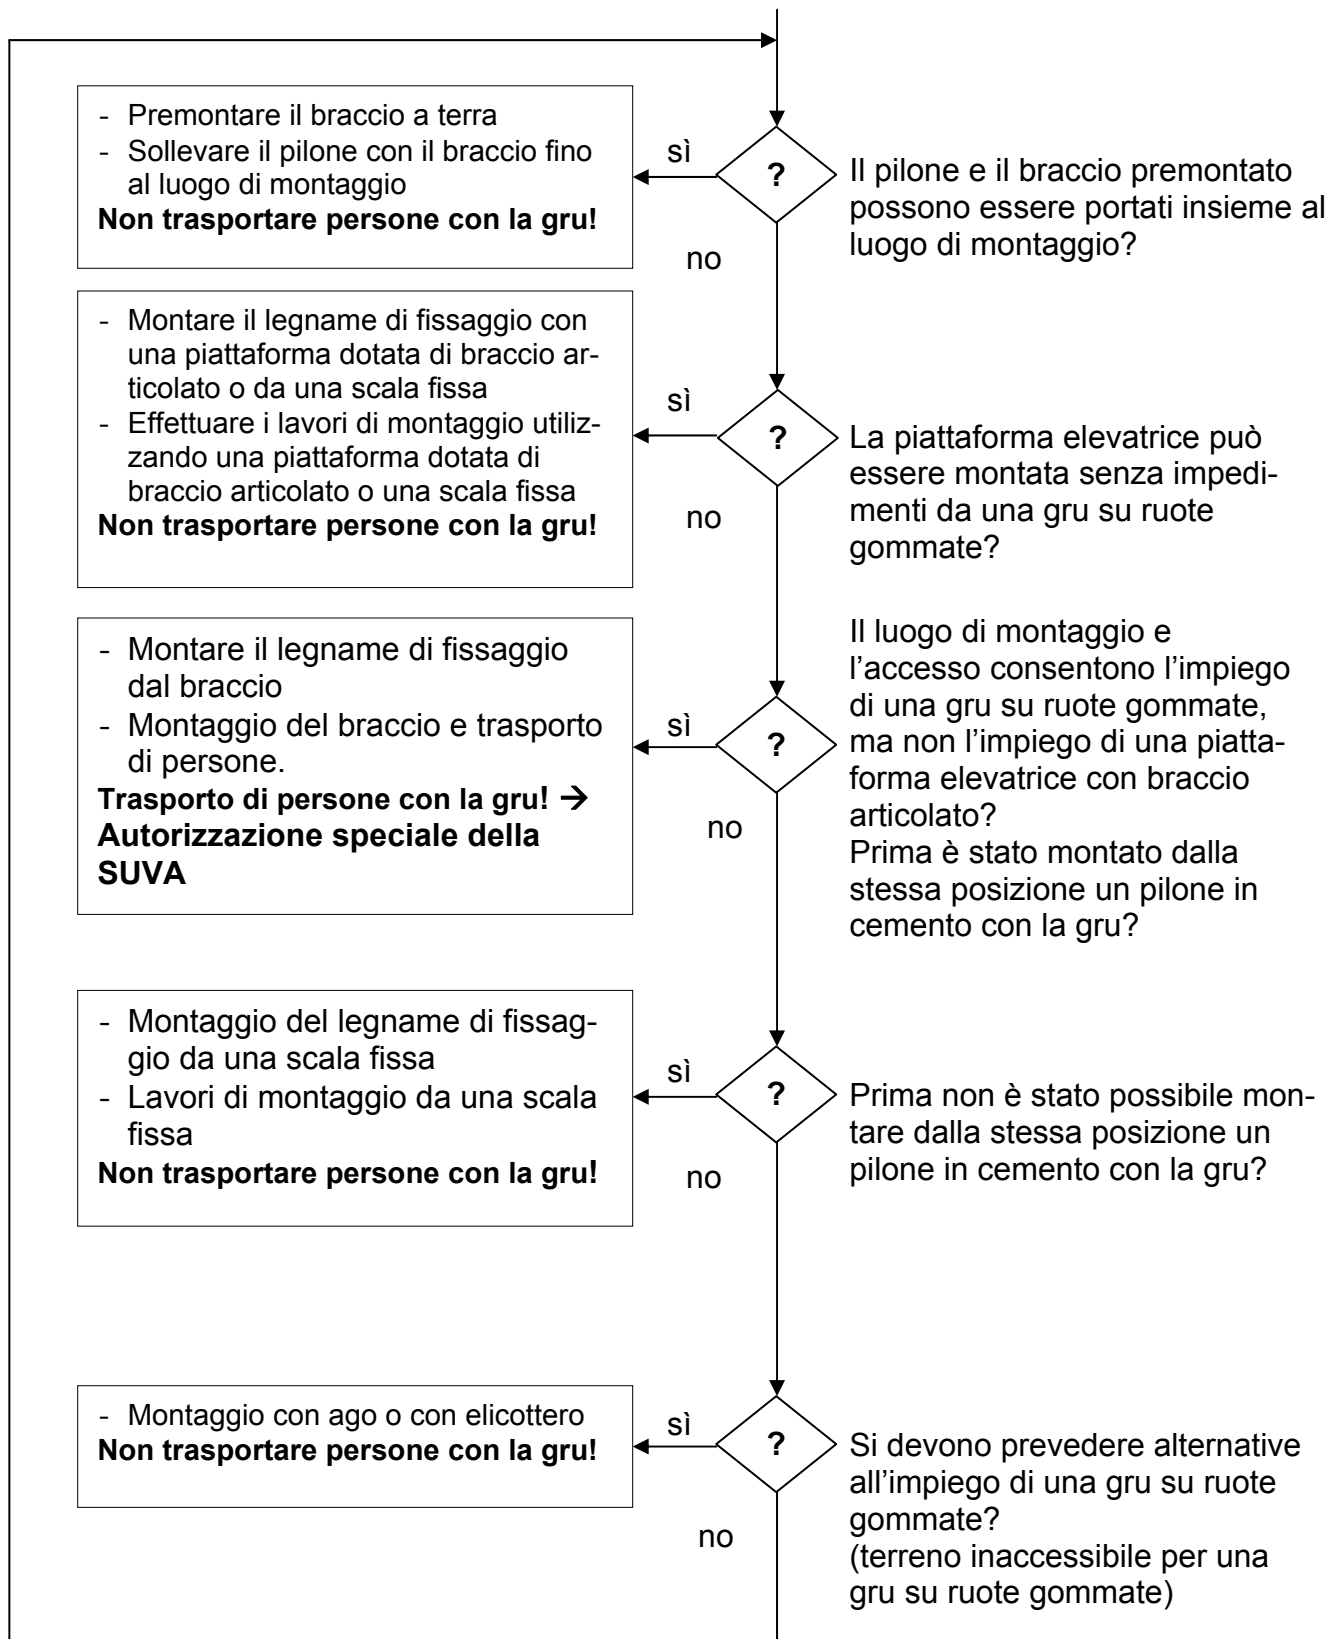 - Premontare il braccio a terra
- Sollevare il pilone con il braccio fino
al luogo di montaggio
Non trasportare persone con la gru!
sì
?
Il pilone e il braccio premontato
possono essere portati insieme al
luogo di montaggio?
no
- Montare il legname di fissaggio con
una piattaforma dotata di braccio ar-
ticolato o da una scala fissa
- Effettuare i lavori di montaggio utiliz-
zando una piattaforma dotata di
braccio articolato o una scala fissa
Non trasportare persone con la gru!
sì
?
La piattaforma elevatrice può
essere montata senza impedi-
menti da una gru su ruote
gommate?
no
- Montare il legname di fissaggio
dal braccio
- Montaggio del braccio e trasporto
di persone.
Trasporto di persone con la gru! →
Autorizzazione speciale della
SUVA
sì
?
Il luogo di montaggio e
l’accesso consentono l’impiego
di una gru su ruote gommate,
ma non l’impiego di una piatta-
forma elevatrice con braccio
articolato?
Prima è stato montato dalla
stessa posizione un pilone in
cemento con la gru?
no
- Montaggio del legname di fissag-
gio da una scala fissa
- Lavori di montaggio da una scala
fissa
Non trasportare persone con la gru!
sì
?
Prima non è stato possibile mon-
tare dalla stessa posizione un
pilone in cemento con la gru?
no
- Montaggio con ago o con elicottero
Non trasportare persone con la gru!
sì
?
Si devono prevedere alternative
all’impiego di una gru su ruote
gommate?
(terreno inaccessibile per una
gru su ruote gommate)
no